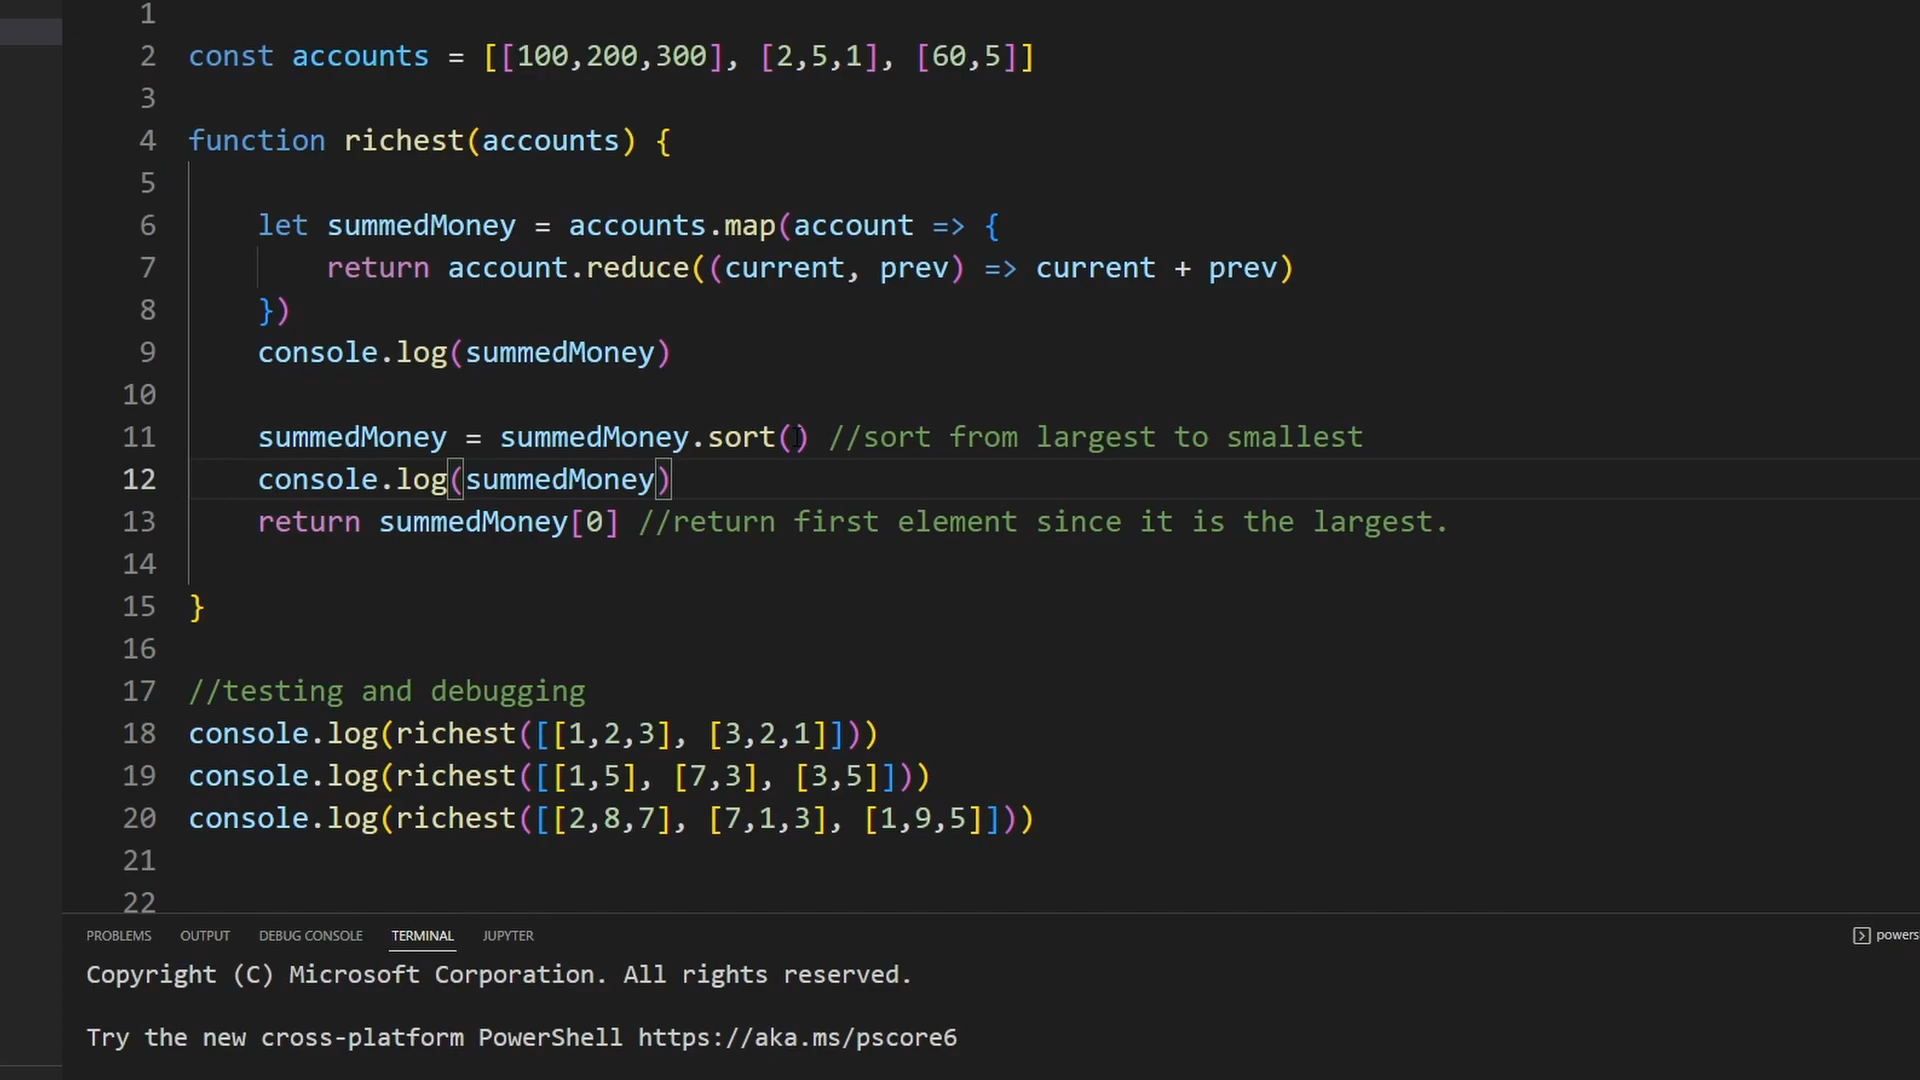 1
2 const accounts = [[100,200,300], [2,5,1], [60,5]]
3
4 function richest(accounts) {
5
6     let summedMoney = accounts.map(account => {
7         return account.reduce((current, prev) => current + prev)
8     })
9     console.log(summedMoney)
10
11     summedMoney = summedMoney.sort() //sort from largest to smallest
12     console.log(summedMoney)
13     return summedMoney[0] //return first element since it is the largest.
14
15 }
16
17 //testing and debugging
18 console.log(richest([[1,2,3], [3,2,1]]))
19 console.log(richest([[1,5], [7,3], [3,5]]))
20 console.log(richest([[2,8,7], [7,1,3], [1,9,5]]))
21
22
PROBLEMS OUTPUT DEBUG CONSOLE TERMINAL JUPYTER powers
Copyright (C) Microsoft Corporation. All rights reserved.
Try the new cross-platform PowerShell https://aka.ms/pscore6